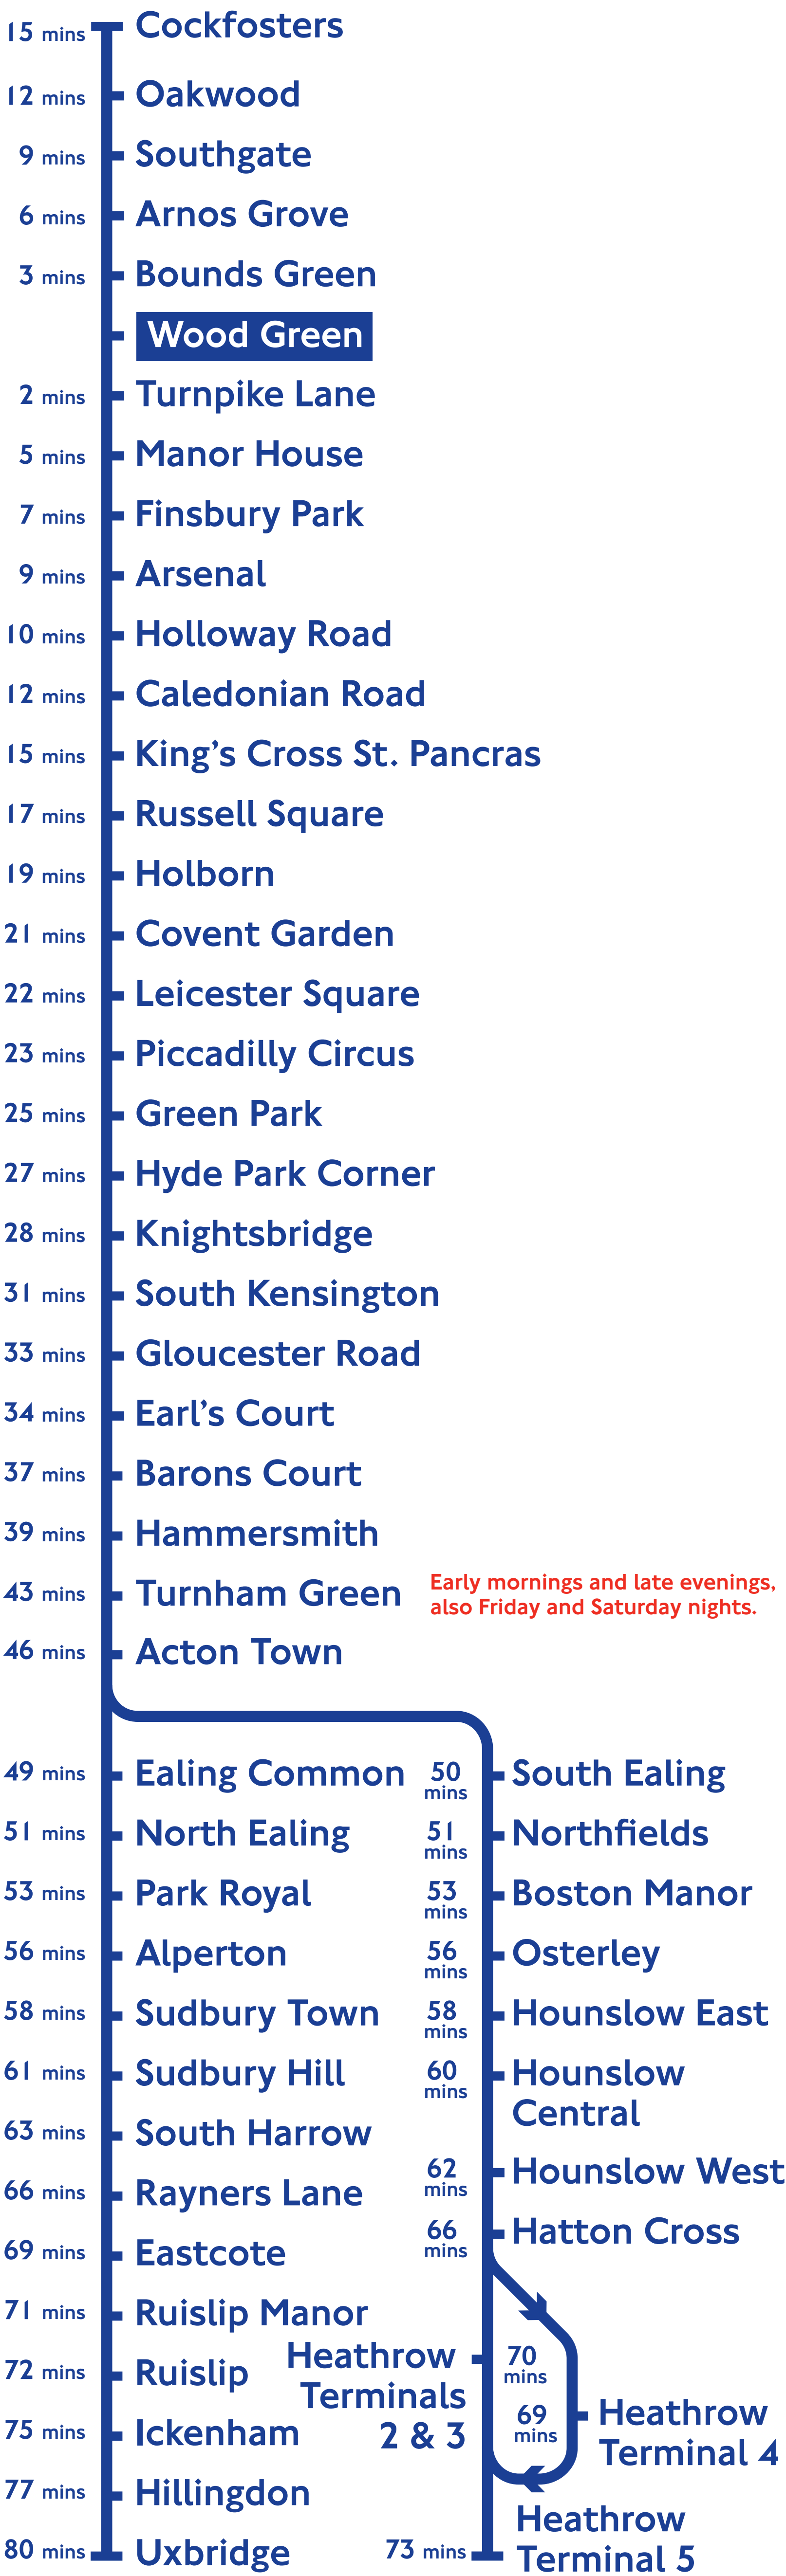 15 mins Cockfosters
12 mins Oakwood
9 mins Southgate
6 mins Arnos Grove
3 mins Bounds Green
Wood Green
2 mins Turnpike Lane
5 mins Manor House
7 mins Finsbury Park
9 mins Arsenal
10 mins Holloway Road
12 mins Caledonian Road
15 mins King's Cross St. Pancras
17 mins Russell Square
19 mins Holborn
21 mins Covent Garden
22 mins Leicester Square
23 mins Piccadilly Circus
25 mins Green Park
27 mins Hyde Park Corner
28 mins Knightsbridge
31 mins South Kensington
33 mins Gloucester Road
34 mins Earl's Court
37 mins Barons Court
39 mins Hammersmith
43 mins Turnham Green
Early mornings and late evenings,
also Friday and Saturday nights.
46 mins Acton Town
49 mins Ealing Common
51 mins North Ealing
53 mins Park Royal
56 mins Alperton
58 mins Sudbury Town
61 mins Sudbury Hill
63 mins South Harrow
66 mins Rayners Lane
69 mins Eastcote
71 mins Ruislip Manor
72 mins Ruislip
75 mins Ickenham
77 mins Hillingdon
80 mins Uxbridge
50 South Ealing
mins
51 Northfields
mins
53 Boston Manor
mins
56 Osterley
mins
58 Hounslow East
mins
60 Hounslow
mins
Central
62 Hounslow West
mins
66 Hatton Cross
mins
Heathrow 70
mins
Terminals
2 & 3
69 Heathrow
mins
Terminal 4
Heathrow
73 mins Terminal 5